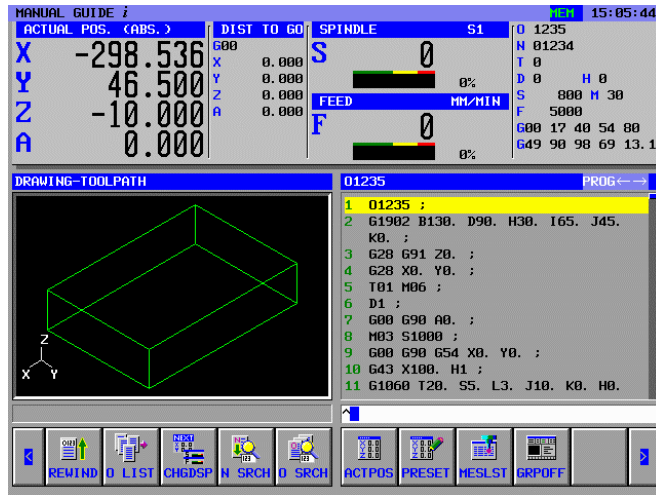 MANUAL GUIDE i MEM 15:05:44
ACTUAL POS. (ABS.) DIST TO GO SPINDLE S1 O 1235
X -298.536 G00 X 0.000 S 0 N 01234
T 0
Y 46.500 Y 0.000 0% D 0 H 0
Z -10.000 Z 0.000 FEED MM/MIN S 800 M 30
A 0.000 A 0.000 F 0 F 5000
G00 17 40 54 80
0% G49 90 98 69 13.1
DRAWING-TOOLPATH
Z
X Y
O1235 PROG←→
1 O1235 ;
2 G1902 B130. D90. H30. I65. J45.
K0. ;
3 G28 G91 Z0. ;
4 G28 X0. Y0. ;
5 T01 M06 ;
6 D1 ;
7 G00 G90 A0. ;
8 M03 S1000 ;
9 G00 G90 G54 X0. Y0. ;
10 G43 X100. H1 ;
11 G1060 T20. S5. L3. J10. K0. H0.
^
< REWIND O LIST CHGDSP N SRCH O SRCH ACTPOS PRESET MESLST GRPOFF >